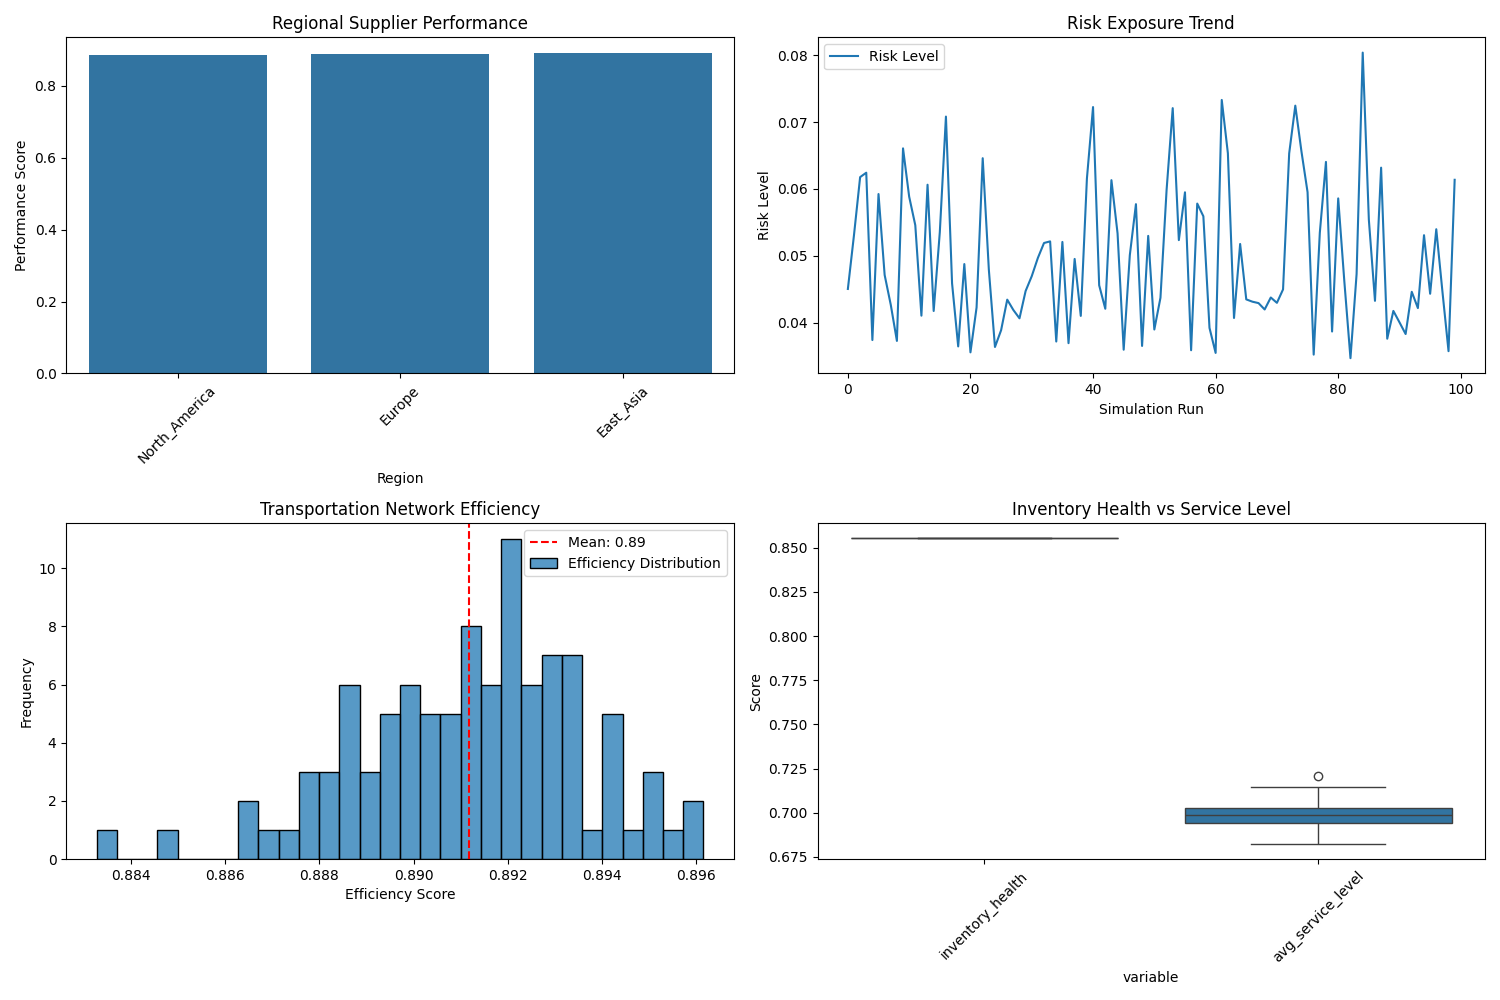 Regional Supplier Performance
Performance Score
0.8
0.6
0.4
0.2
0.0
North_America
Europe
East_Asia
Region
Risk Exposure Trend
Risk Level
Risk Level
0.08
0.07
0.06
0.05
0.04
0 20 40 60 80 100
Simulation Run
Transportation Network Efficiency
Mean: 0.89
Efficiency Distribution
Frequency
10
8
6
4
2
0
0.884 0.886 0.888 0.890 0.892 0.894 0.896
Efficiency Score
Inventory Health vs Service Level
Score
0.850
0.825
0.800
0.775
0.750
0.725
0.700
0.675
inventory_health
avg_service_level
variable